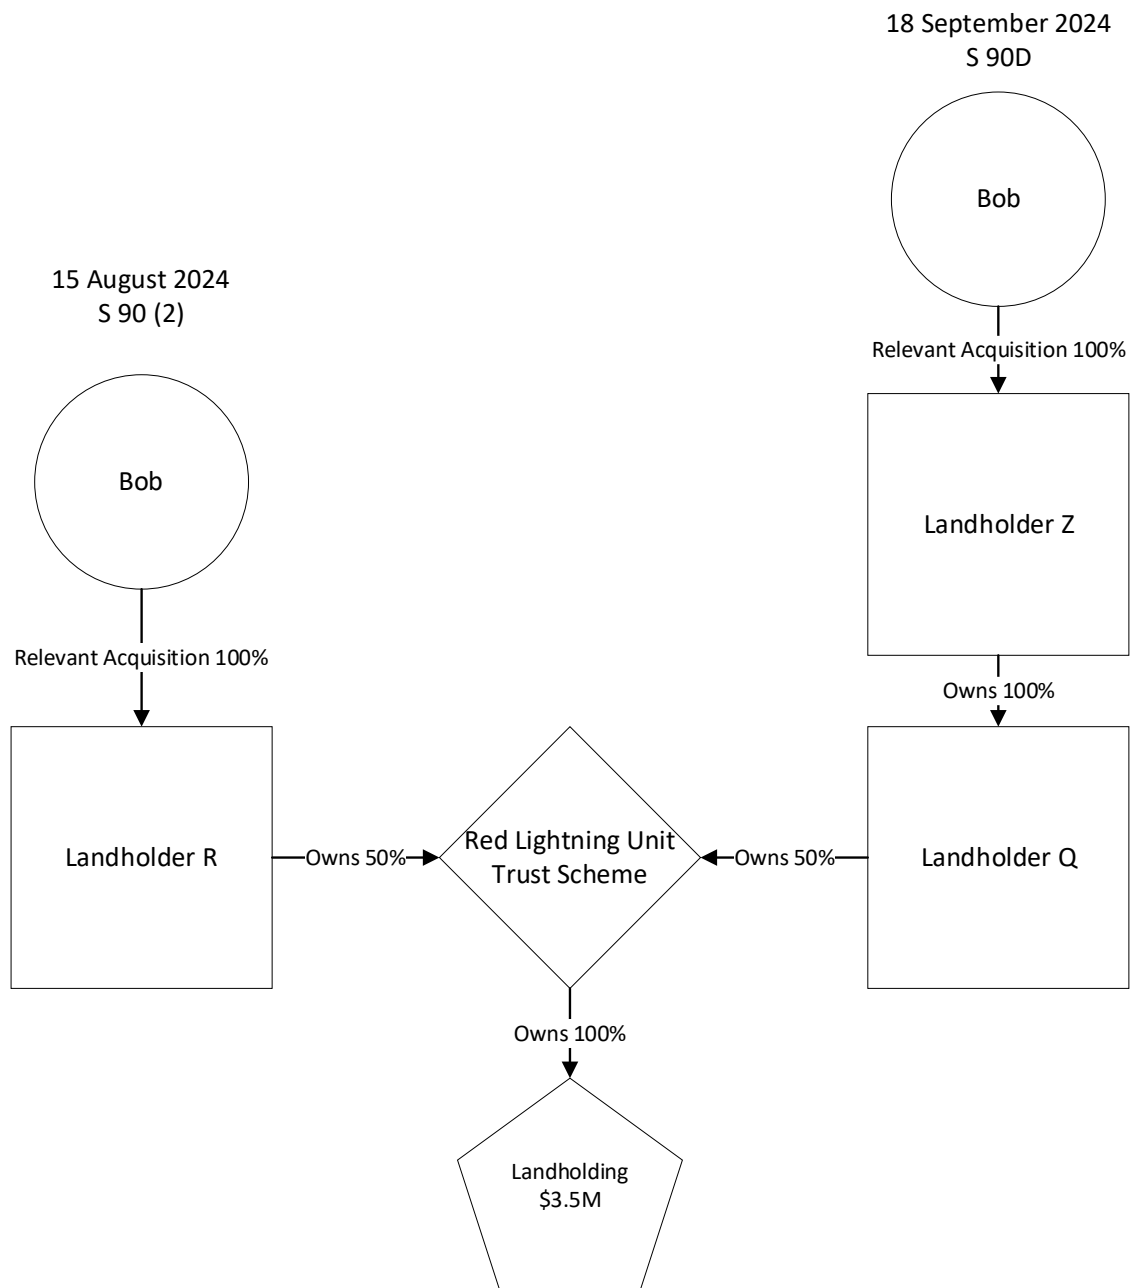 18 September 2024
S 90D
Bob
Relevant Acquisition 100%
Landholder Z
Owns 100%
15 August 2024
S 90 (2)
Bob
Relevant Acquisition 100%
Landholder R
Owns 50%
Red Lightning Unit
Trust Scheme
Owns 50%
Landholder Q
Owns 100%
Landholding
$3.5M